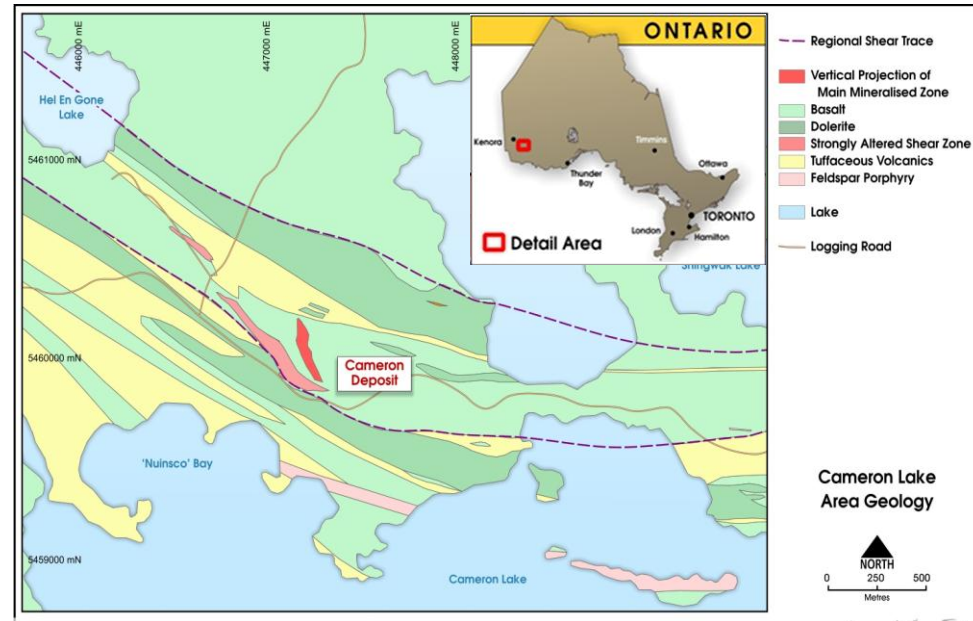 446000 mE
447000 mE
448000 mE
5461000 mN
5460000 mN
5459000 mN
Hel En Gone
Lake
'Nuinsco' Bay
Cameron Lake
Cameron
Deposit
Shingwak Lake
ONTARIO
Kenora
Timmins
Thunder
Bay
Ottawa
TORONTO
London
Hamilton
Detail Area
Regional Shear Trace
Vertical Projection of
Main Mineralised Zone
Basalt
Dolerite
Strongly Altered Shear Zone
Tuffaceous Volcanics
Feldspar Porphyry
Lake
Logging Road
Cameron Lake
Area Geology
NORTH
0 250 500
Metres